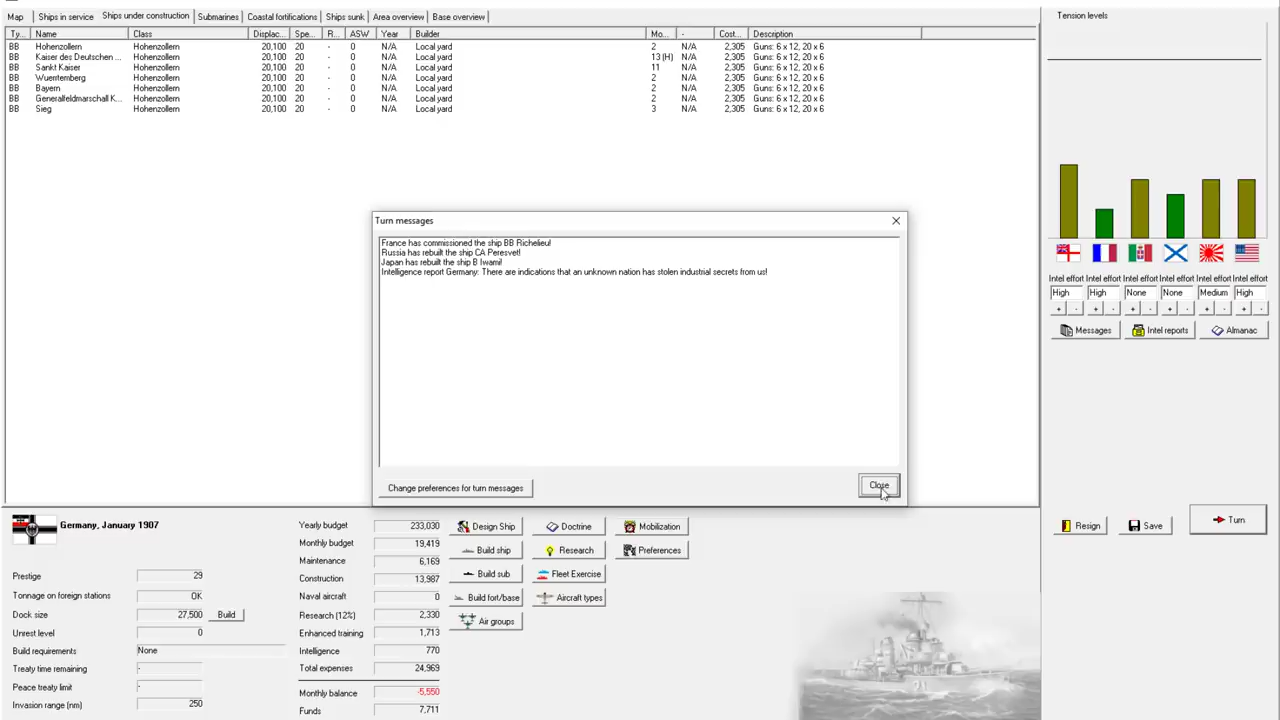 Map Ships in service Ships under construction Submarines Coastal fortifications Ships sunk Area overview Base overview
Ty... Name Class Displac... Spe... R... ASW Year Builder Mo... - Cost... Description
BB Hohenzollern Hohenzollern 20,100 20 - 0 N/A Local yard 2 N/A 2,305 Guns: 6 x 12, 20 x 6
BB Kaiser des Deutschen ... Hohenzollern 20,100 20 - 0 N/A Local yard 13 (H) N/A 2,305 Guns: 6 x 12, 20 x 6
BB Sankt Kaiser Hohenzollern 20,100 20 - 0 N/A Local yard 11 N/A 2,305 Guns: 6 x 12, 20 x 6
BB Wuerttemberg Hohenzollern 20,100 20 - 0 N/A Local yard 2 N/A 2,305 Guns: 6 x 12, 20 x 6
BB Bayern Hohenzollern 20,100 20 - 0 N/A Local yard 2 N/A 2,305 Guns: 6 x 12, 20 x 6
BB Generalfeldmarschall K... Hohenzollern 20,100 20 - 0 N/A Local yard 2 N/A 2,305 Guns: 6 x 12, 20 x 6
BB Sieg Hohenzollern 20,100 20 - 0 N/A Local yard 3 N/A 2,305 Guns: 6 x 12, 20 x 6
Turn messages
France has commissioned the ship BB Richelieu!
Russia has rebuilt the ship CA Peresvet!
Japan has rebuilt the ship B Iwami!
Intelligence report Germany: There are indications that an unknown nation has stolen industrial secrets from us!
Change preferences for turn messages Close
Tension levels
Intel effort Intel effort Intel effort Intel effort Intel effort Intel effort
High High None None Medium High
+ - + - + - + - + - + -
Messages Intel reports Almanac
Resign Save Turn
Germany, January 1907
Prestige 29
Tonnage on foreign stations OK
Dock size 27,500 Build
Unrest level 0
Build requirements None
Treaty time remaining -
Peace treaty limit -
Invasion range (nm) 250
Yearly budget 233,030
Monthly budget 19,419
Maintenance 6,169
Construction 13,987
Naval aircraft 0
Research (12%) 2,330
Enhanced training 1,713
Intelligence 770
Total expenses 24,969
Monthly balance -5,550
Funds 7,711
Design Ship Doctrine Mobilization
Build ship Research Preferences
Build sub Fleet Exercise
Build fort/base Aircraft types
Air groups